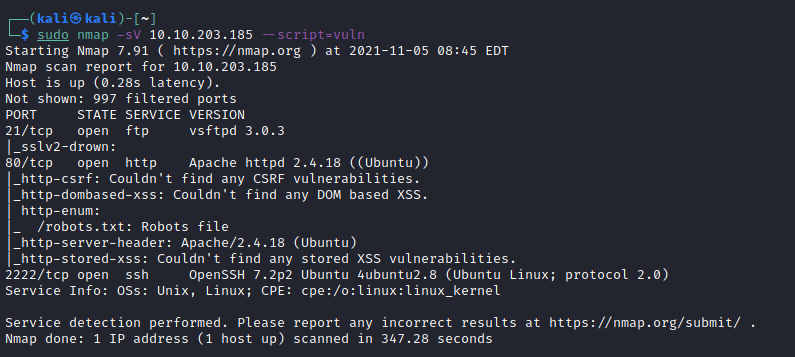 ┌──(kali㉿kali)-[~]
└─$ sudo nmap -sV 10.10.203.185 --script=vuln
Starting Nmap 7.91 ( https://nmap.org ) at 2021-11-05 08:45 EDT
Nmap scan report for 10.10.203.185
Host is up (0.28s latency).
Not shown: 997 filtered ports
PORT     STATE SERVICE VERSION
21/tcp   open  ftp     vsftpd 3.0.3
|_sslv2-drown:
80/tcp   open  http    Apache httpd 2.4.18 ((Ubuntu))
|_http-csrf: Couldn't find any CSRF vulnerabilities.
|_http-dombased-xss: Couldn't find any DOM based XSS.
| http-enum:
|_  /robots.txt: Robots file
|_http-server-header: Apache/2.4.18 (Ubuntu)
|_http-stored-xss: Couldn't find any stored XSS vulnerabilities.
2222/tcp open  ssh     OpenSSH 7.2p2 Ubuntu 4ubuntu2.8 (Ubuntu Linux; protocol 2.0)
Service Info: OSs: Unix, Linux; CPE: cpe:/o:linux:linux_kernel

Service detection performed. Please report any incorrect results at https://nmap.org/submit/ .
Nmap done: 1 IP address (1 host up) scanned in 347.28 seconds